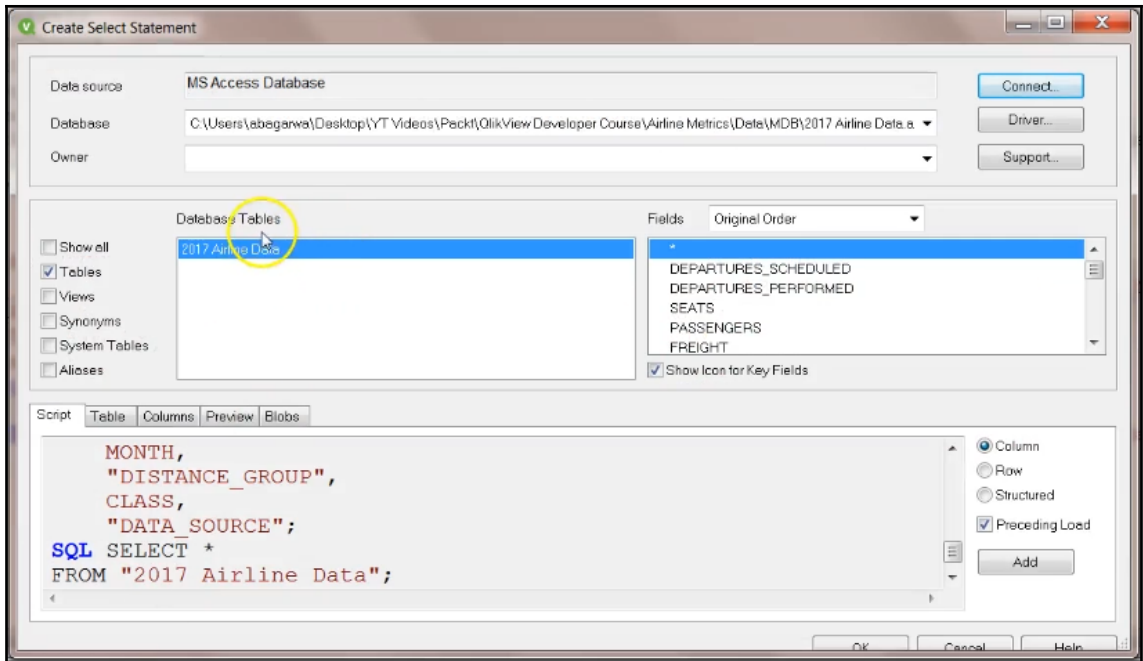 Create Select Statement
Data source MS Access Database Connect...
Database C:\Users\abagarwa\Desktop\YT Videos\Packt\QlikView Developer Course\Airline Metrics\Data\MDB\2017 Airline Data.a Driver...
Owner Support...
Database Tables Fields Original Order
Show all 2017 Airline Data *
Tables DEPARTURES_SCHEDULED
Views DEPARTURES_PERFORMED
SEATS
Synonyms PASSENGERS
System Tables FREIGHT
Aliases Show Icon for Key Fields
Script Table Columns Preview Blobs
MONTH, Column
"DISTANCE_GROUP", Row
CLASS, Structured
"DATA_SOURCE"; Preceding Load
SQL SELECT *
FROM "2017 Airline Data"; Add
OK Cancel Help